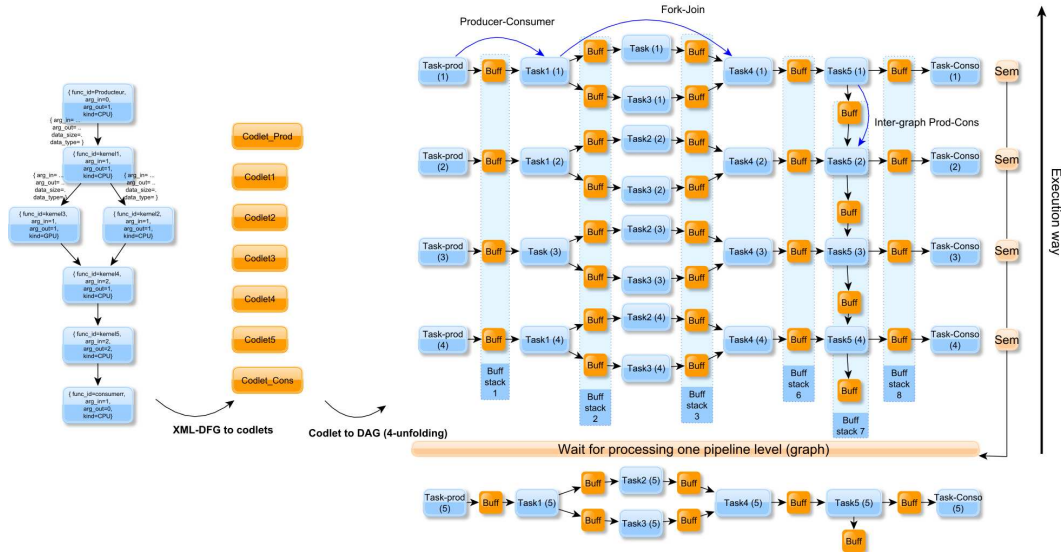 { func_id=Producteur,
arg_in=0,
arg_out=1,
kind=CPU}
{ arg_in= ...
arg_out= ..
data_size=.
data_type= }
{ func_id=kernel1,
arg_in=1,
arg_out=1,
kind=CPU}
{ arg_in= ...
arg_out= ..
data_size=.
data_type= }
{ arg_in= ...
arg_out= ..
data_size=.
data_type= }
{ func_id=kernel3,
arg_in=1,
arg_out=1,
kind=GPU}
{ func_id=kernel2,
arg_in=1,
arg_out=1,
kind=CPU}
{ func_id=kernel4,
arg_in=2,
arg_out=1,
kind=CPU}
{ func_id=kernel5,
arg_in=2,
arg_out=2,
kind=CPU}
{ func_id=consumerr,
arg_in=1,
arg_out=0,
kind=CPU}
XML-DFG to codlets
Codlet_Prod
Codlet1
Codlet2
Codlet3
Codlet4
Codlet5
Codlet_Cons
Codlet to DAG (4-unfolding)
Producer-Consumer
Fork-Join
Inter-graph Prod-Cons
Task-prod
(1)
Buff
Task1 (1)
Buff
Task (1)
Buff
Buff
Task3 (1)
Buff
Task4 (1)
Buff
Task5 (1)
Buff
Task-Conso
(1)
Sem
Buff
Task-prod
(2)
Buff
Task1 (2)
Buff
Task2 (2)
Buff
Buff
Task3 (2)
Buff
Task4 (2)
Buff
Task5 (2)
Buff
Task-Conso
(2)
Sem
Buff
Task-prod
(3)
Buff
Task (3)
Buff
Task2 (3)
Buff
Buff
Task3 (3)
Buff
Task4 (3)
Buff
Task5 (3)
Buff
Task-Conso
(3)
Sem
Buff
Task-prod
(4)
Buff
Task1 (4)
Buff
Task2 (4)
Buff
Buff
Task3 (4)
Buff
Task4 (4)
Buff
Task5 (4)
Buff
Task-Conso
(4)
Sem
Buff
Buff
stack
1
Buff
stack
2
Buff
stack
3
Buff
stack
6
Buff
stack 7
Buff
stack
8
Execution way
Wait for processing one pipeline level (graph)
Task-prod
(5)
Buff
Task1 (5)
Buff
Task2 (5)
Buff
Buff
Task3 (5)
Buff
Task4 (5)
Buff
Task5 (5)
Buff
Task-Conso
(5)
Buff